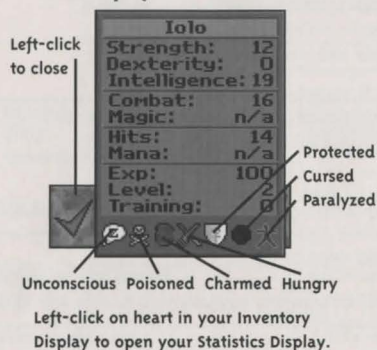 Iolo
Left-click
to close
Strength: 12
Dexterity: 0
Intelligence: 19
Combat: 16
Magic: n/a
Hits: 14
Mana: n/a
Exp: 100
Level: 2
Training: 0
Protected
Cursed
Paralyzed
Unconscious Poisoned Charmed Hungry
Left-click on heart in your Inventory
Display to open your Statistics Display.